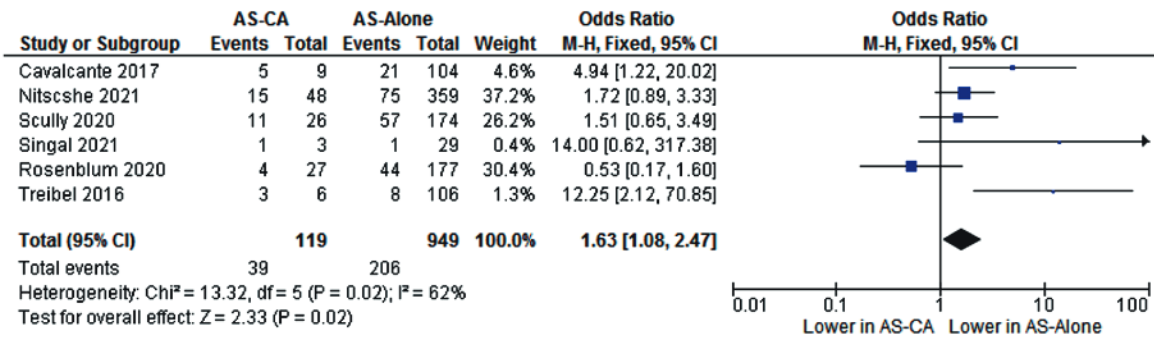 AS-CA AS-Alone Odds Ratio Odds Ratio
Study or Subgroup Events Total Events Total Weight M-H, Fixed, 95% CI M-H, Fixed, 95% CI
Cavalcante 2017 5 9 21 104 4.6% 4.94 [1.22, 20.02]
Nitscshe 2021 15 48 75 359 37.2% 1.72 [0.89, 3.33]
Scully 2020 11 26 57 174 26.2% 1.51 [0.65, 3.49]
Singal 2021 1 3 1 29 0.4% 14.00 [0.62, 317.38]
Rosenblum 2020 4 27 44 177 30.4% 0.53 [0.17, 1.60]
Treibel 2016 3 6 8 106 1.3% 12.25 [2.12, 70.85]
Total (95% CI) 119 949 100.0% 1.63 [1.08, 2.47]
Total events 39 206
Heterogeneity: Chi² = 13.32, df = 5 (P = 0.02); I² = 62%
Test for overall effect: Z = 2.33 (P = 0.02)
0.01 0.1 1 10 100
Lower in AS-CA Lower in AS-Alone